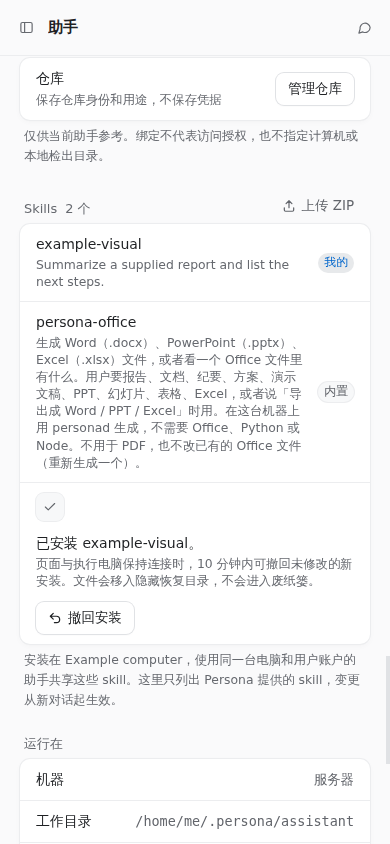 助手
仓库
保存仓库身份和用途，不保存凭据
管理仓库
仅供当前助手参考。绑定不代表访问授权，也不指定计算机或
本地检出目录。
Skills 2 个
上传 ZIP
example-visual
Summarize a supplied report and list the
next steps.
我的
persona-office
生成 Word（.docx）、PowerPoint（.pptx）、
Excel（.xlsx）文件，或者看一个 Office 文件里
有什么。用户要报告、文档、纪要、方案、演示
文稿、PPT、幻灯片、表格、Excel，或者说「导
出成 Word / PPT / Excel」时用。在这台机器上
用 personad 生成，不需要 Office、Python 或
Node。不用于 PDF，也不改已有的 Office 文件
（重新生成一个）。
内置
已安装 example-visual。
页面与执行电脑保持连接时，10 分钟内可撤回未修改的新
安装。文件会移入隐藏恢复目录，不会进入废纸篓。
撤回安装
安装在 Example computer，使用同一台电脑和用户账户的
助手共享这些 skill。这里只列出 Persona 提供的 skill，变更
从新对话起生效。
运行在
机器
服务器
工作目录
/home/me/.persona/assistant